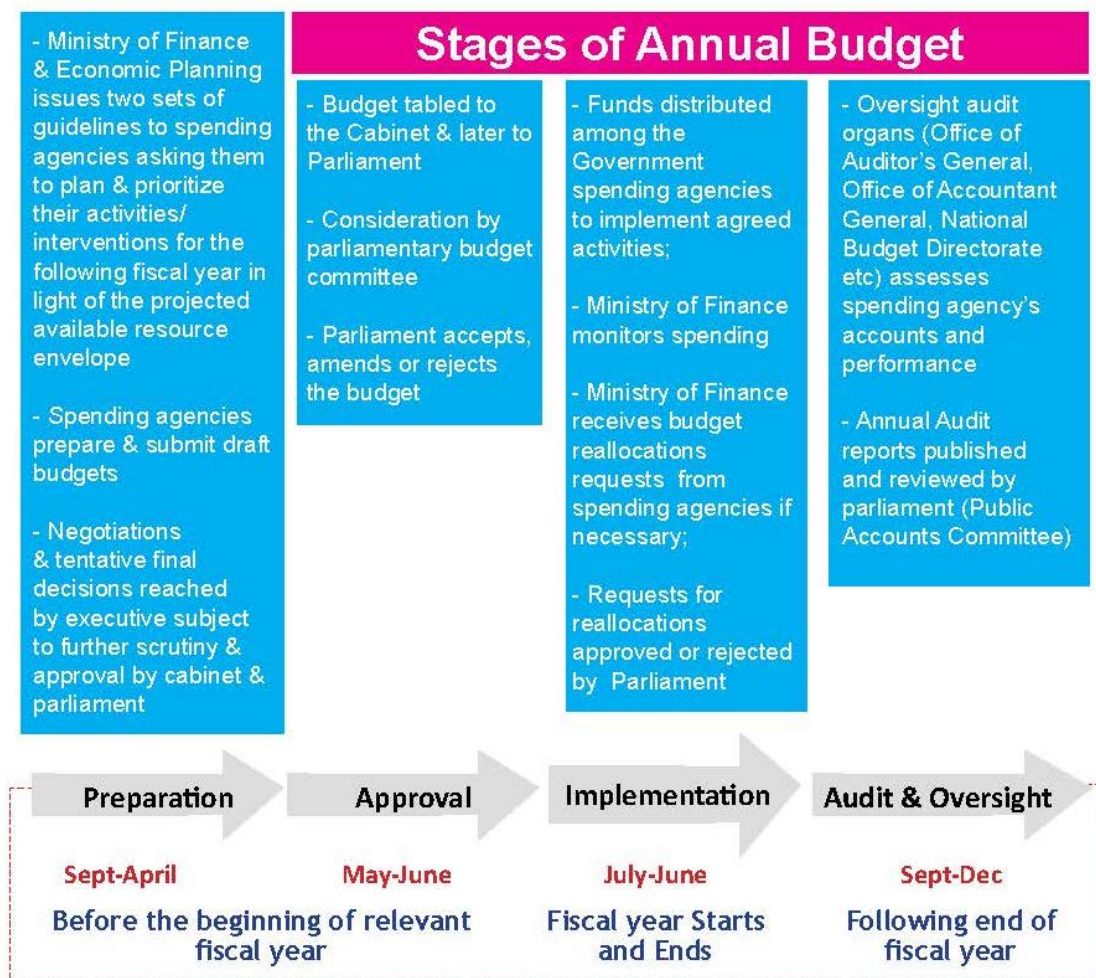 Stages of Annual Budget
- Ministry of Finance
& Economic Planning
issues two sets of
guidelines to spending
agencies asking them
to plan & prioritize
their activities/
interventions for the
following fiscal year in
light of the projected
available resource
envelope
- Spending agencies
prepare & submit draft
budgets
- Negotiations
& tentative final
decisions reached
by executive subject
to further scrutiny &
approval by cabinet &
parliament
- Budget tabled to
the Cabinet & later to
Parliament
- Consideration by
parliamentary budget
committee
- Parliament accepts,
amends or rejects
the budget
- Funds distributed
among the
Government
spending agencies
to implement agreed
activities;
- Ministry of Finance
monitors spending
- Ministry of Finance
receives budget
reallocations
requests from
spending agencies if
necessary;
- Requests for
reallocations
approved or rejected
by Parliament
- Oversight audit
organs (Office of
Auditor's General,
Office of Accountant
General, National
Budget Directorate
etc) assesses
spending agency's
accounts and
performance
- Annual Audit
reports published
and reviewed by
parliament (Public
Accounts Committee)
Preparation
Approval
Implementation
Audit & Oversight
Sept-April
May-June
July-June
Sept-Dec
Before the beginning of relevant
fiscal year
Fiscal year Starts
and Ends
Following end of
fiscal year